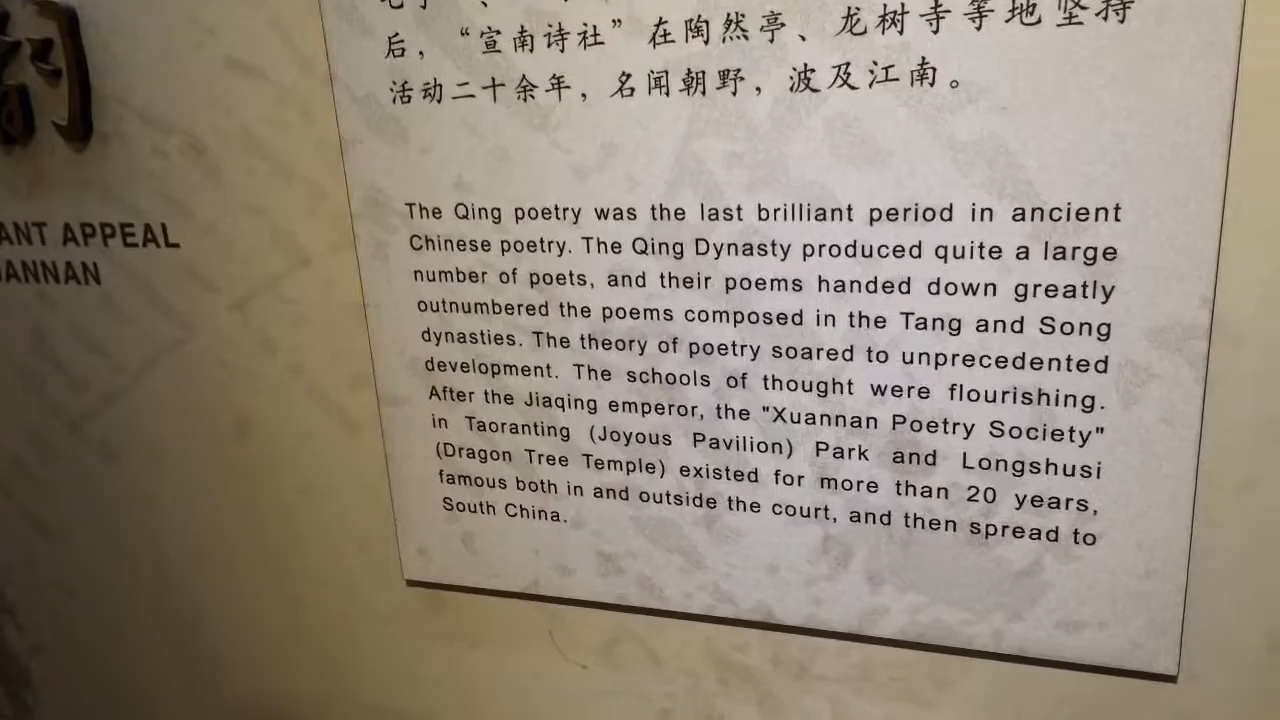 后，“宣南诗社”在陶然亭、龙树寺等地坚持
活动二十余年，名闻朝野，波及江南。
The Qing poetry was the last brilliant period in ancient
Chinese poetry. The Qing Dynasty produced quite a large
number of poets, and their poems handed down greatly
outnumbered the poems composed in the Tang and Song
dynasties. The theory of poetry soared to unprecedented
development. The schools of thought were flourishing.
After the Jiaqing emperor, the "Xuannan Poetry Society"
in Taoranting (Joyous Pavilion) Park and Longshusi
(Dragon Tree Temple) existed for more than 20 years,
famous both in and outside the court, and then spread to
South China.
韵
ANT APPEAL
ANNAN